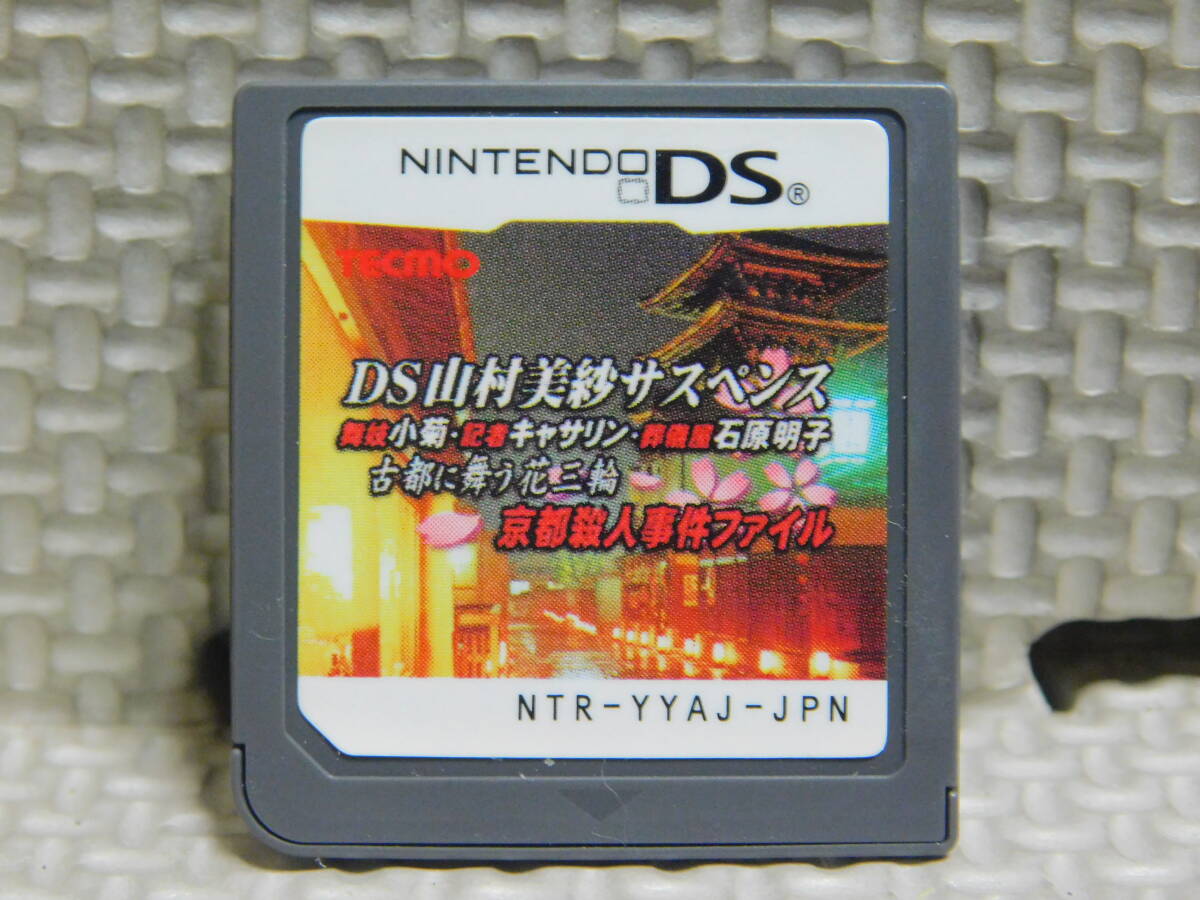 NINTENDO DS®
TECMO
DS山村美紗サスペンス
舞妓小菊・記者キャサリン・葬儀屋石原明子
古都に舞う花三輪
京都殺人事件ファイル
NTR-YYAJ-JPN